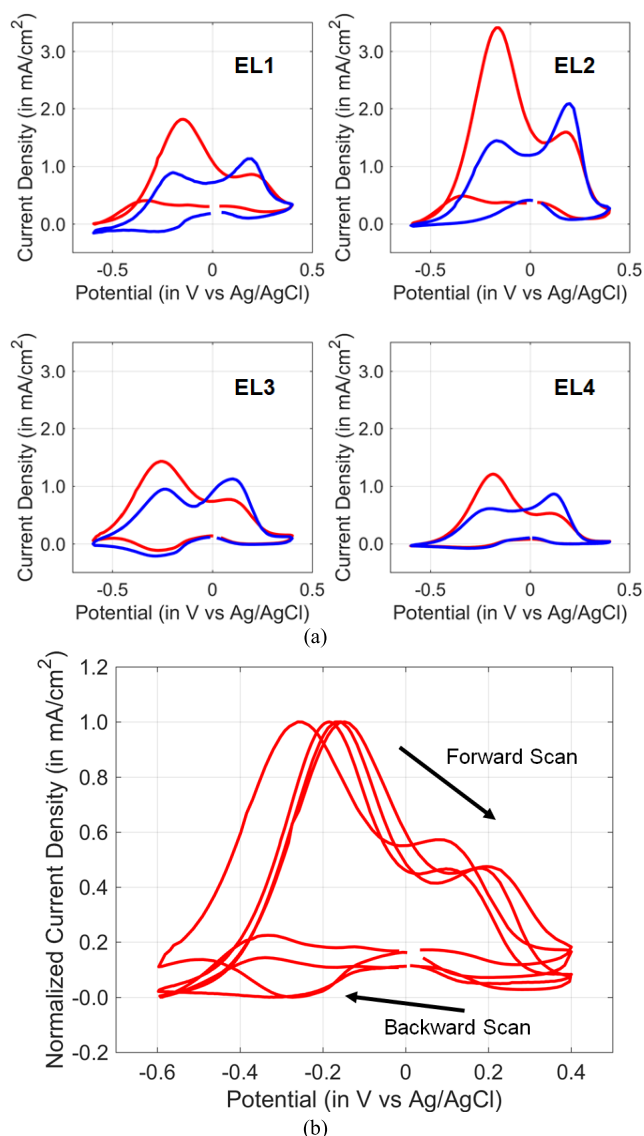 3.0
2.0
1.0
0.0
Current Density (in mA/cm²)
EL1
-0.5
0
0.5
Potential (in V vs Ag/AgCl)
3.0
2.0
1.0
0.0
Current Density (in mA/cm²)
EL2
-0.5
0
0.5
Potential (in V vs Ag/AgCl)
3.0
2.0
1.0
0.0
Current Density (in mA/cm²)
EL3
-0.5
0
0.5
Potential (in V vs Ag/AgCl)
3.0
2.0
1.0
0.0
Current Density (in mA/cm²)
EL4
-0.5
0
0.5
Potential (in V vs Ag/AgCl)
(a)
1.2
1.0
0.8
0.6
0.4
0.2
-0.0
-0.2
Normalized Current Density (in mA/cm²)
Forward Scan
Backward Scan
-0.6
-0.4
-0.2
0
0.2
0.4
Potential (in V vs Ag/AgCl)
(b)